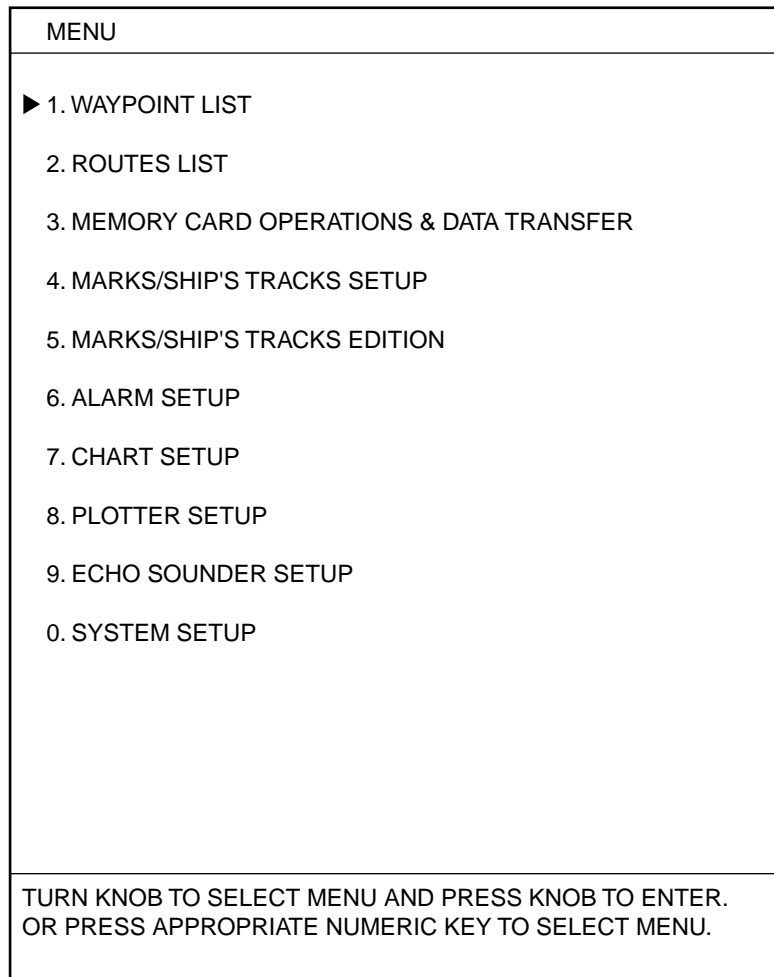 MENU
▶ 1. WAYPOINT LIST
2. ROUTES LIST
3. MEMORY CARD OPERATIONS & DATA TRANSFER
4. MARKS/SHIP'S TRACKS SETUP
5. MARKS/SHIP'S TRACKS EDITION
6. ALARM SETUP
7. CHART SETUP
8. PLOTTER SETUP
9. ECHO SOUNDER SETUP
0. SYSTEM SETUP
TURN KNOB TO SELECT MENU AND PRESS KNOB TO ENTER.
OR PRESS APPROPRIATE NUMERIC KEY TO SELECT MENU.